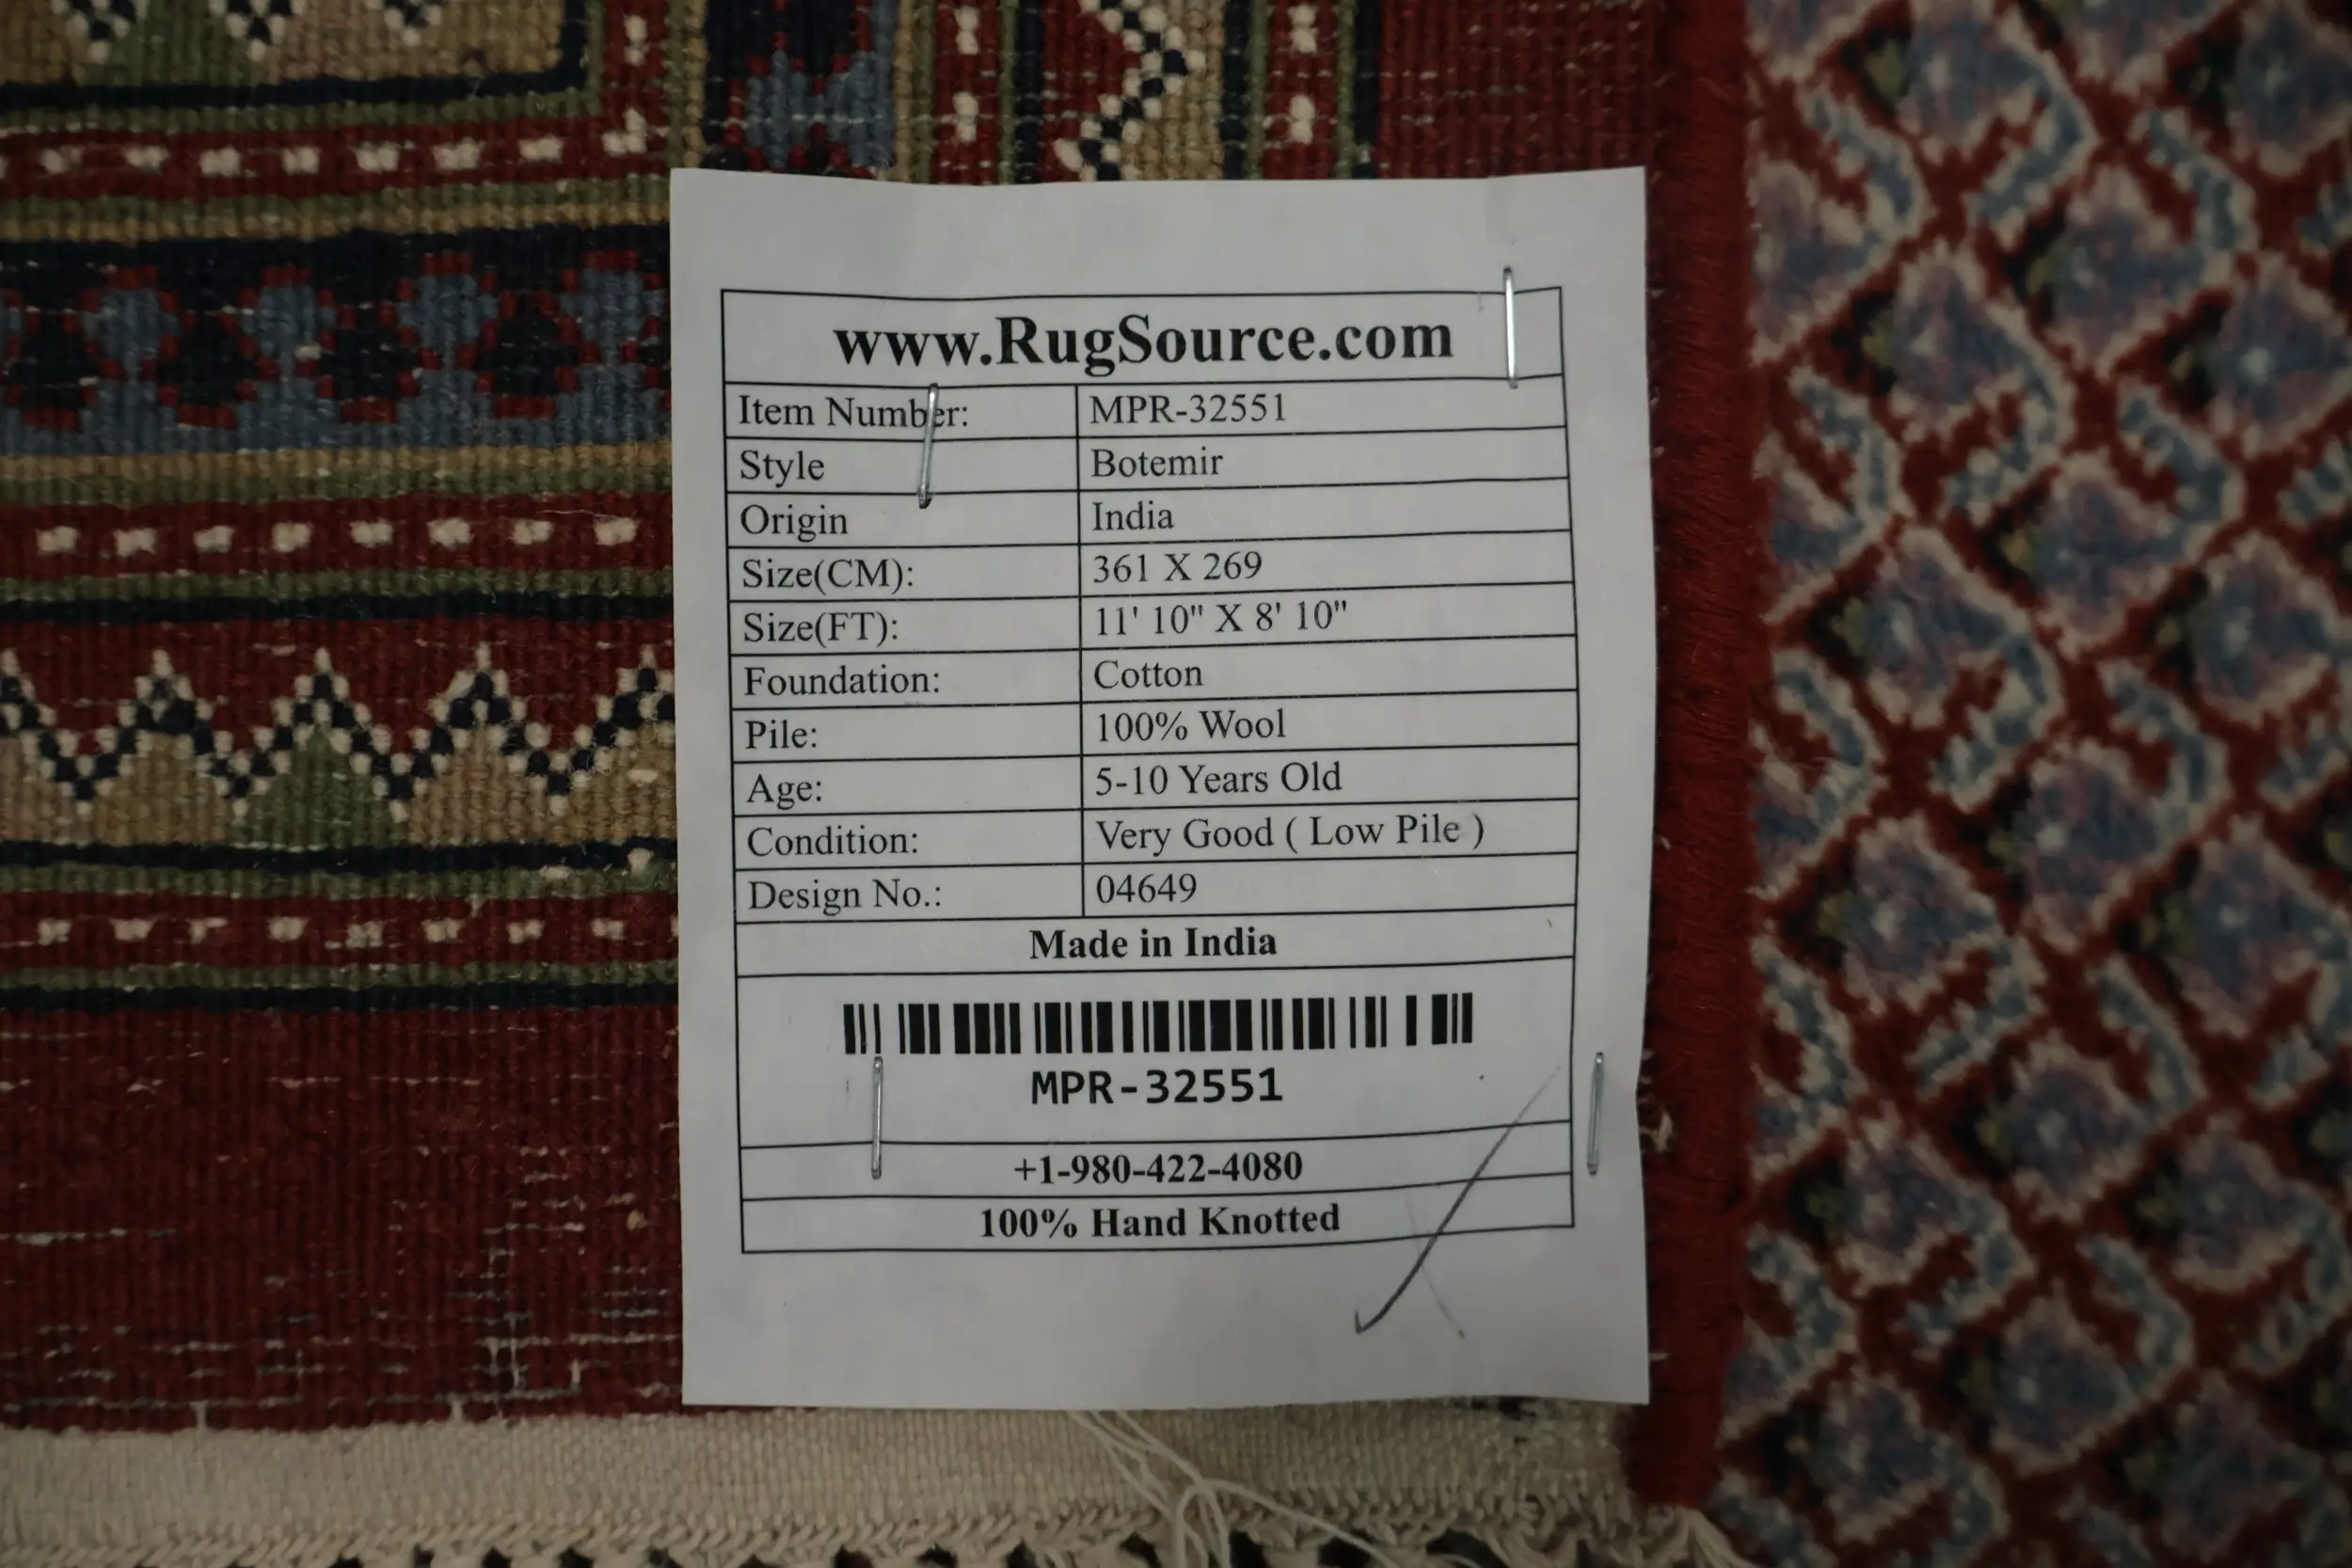 www.RugSource.com
Item Number: MPR-32551
Style Botemir
Origin India
Size(CM): 361 X 269
Size(FT): 11' 10" X 8' 10"
Foundation: Cotton
Pile: 100% Wool
Age: 5-10 Years Old
Condition: Very Good ( Low Pile )
Design No.: 04649
Made in India
MPR-32551
+1-980-422-4080
100% Hand Knotted